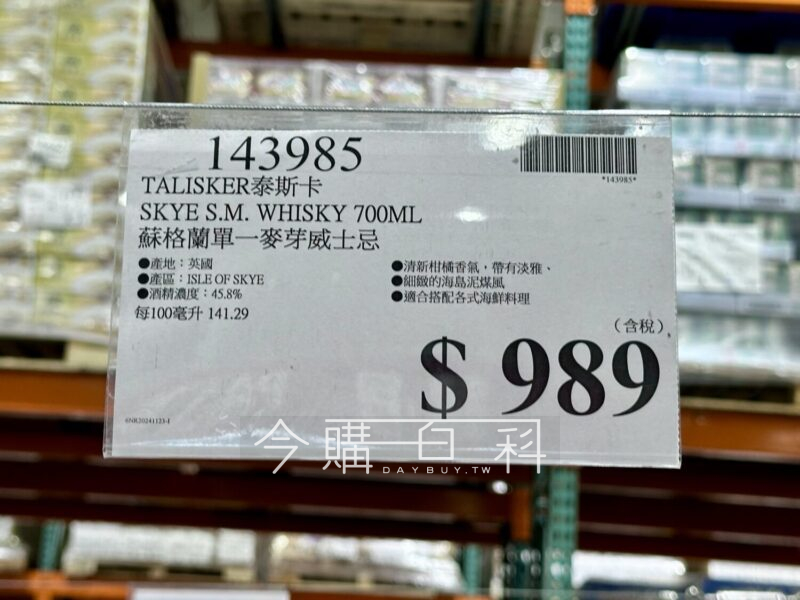 143985
*143985*
TALISKER泰斯卡
SKYE S.M. WHISKY 700ML
蘇格蘭單一麥芽威士忌
●產地：英國
●產區：ISLE OF SKYE
●酒精濃度：45.8%
每100毫升 141.29
●清新柑橘香氣，帶有淡雅、
●細緻的海島泥煤風
●適合搭配各式海鮮料理
（含稅）
$ 989
6NR20241123-1
今購百科
DAYBUY.TW